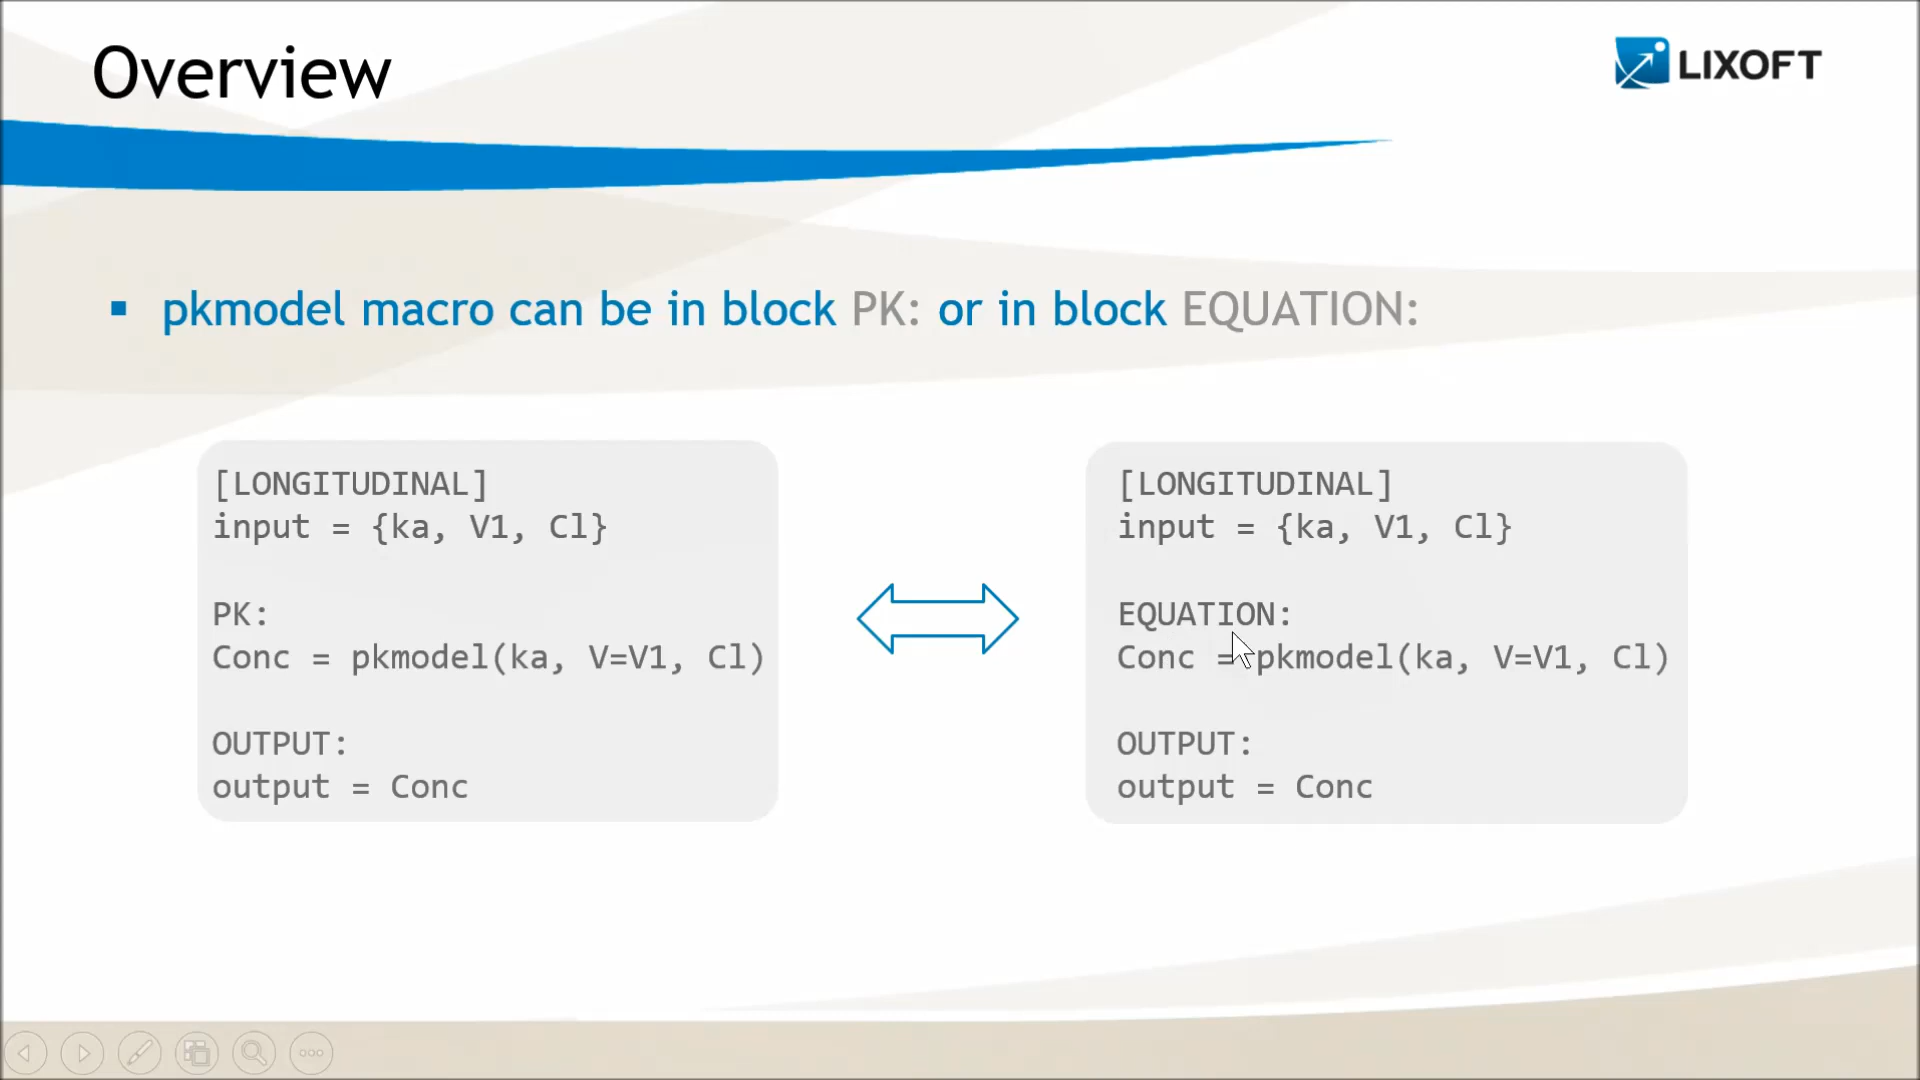 Overview
LIXOFT
pkmodel macro can be in block PK: or in block EQUATION:
[LONGITUDINAL]
input = {ka, V1, Cl}
PK:
Conc = pkmodel(ka, V=V1, Cl)
OUTPUT:
output = Conc
[LONGITUDINAL]
input = {ka, V1, Cl}
EQUATION:
Conc = pkmodel(ka, V=V1, Cl)
OUTPUT:
output = Conc